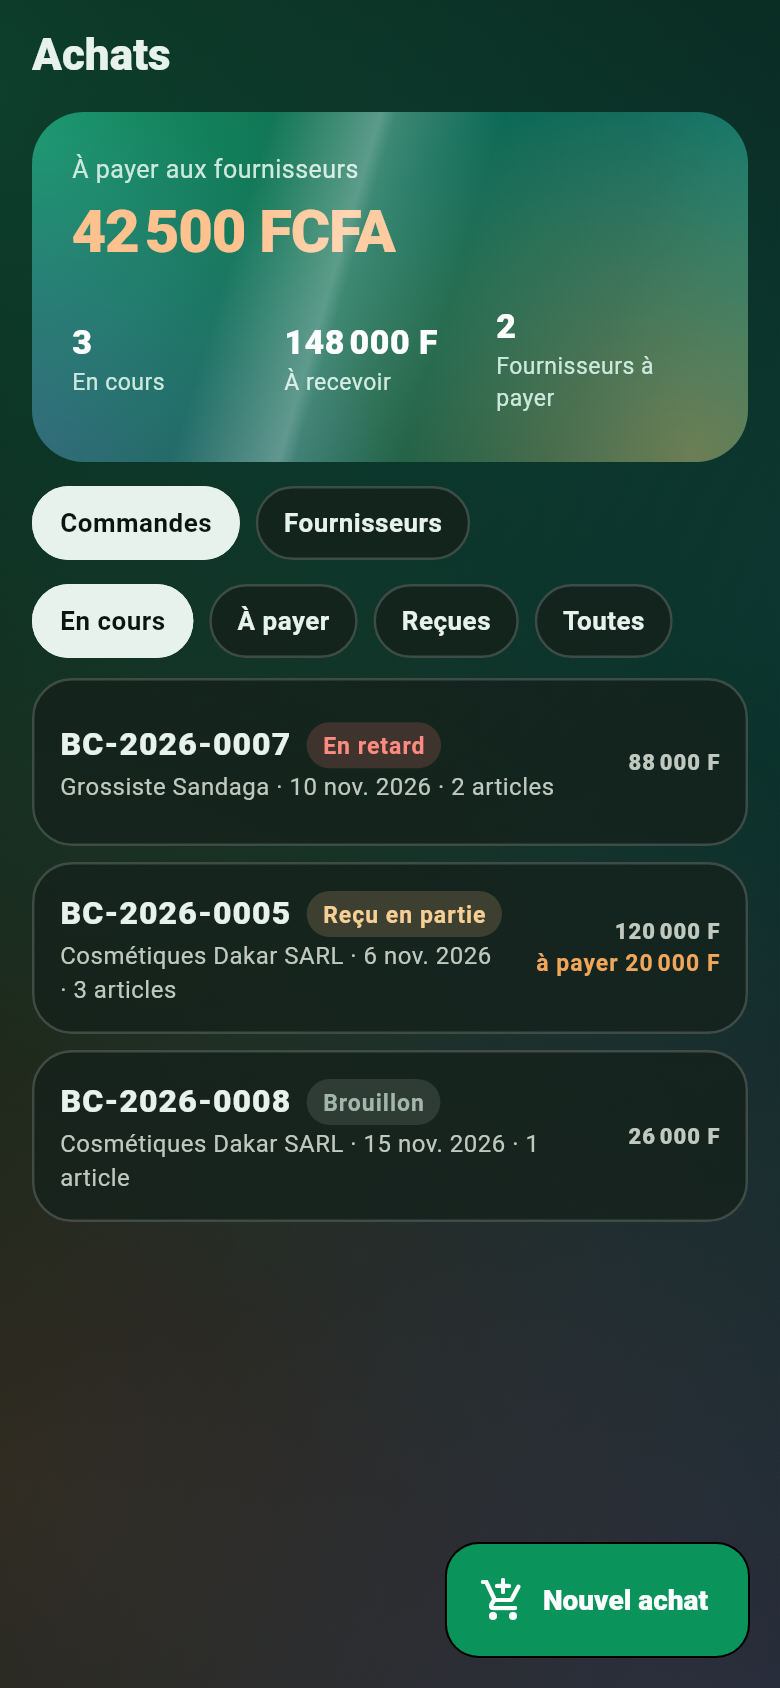 Achats
À payer aux fournisseurs
42 500 FCFA
3
En cours
148 000 F
À recevoir
2
Fournisseurs à
payer
Commandes
Fournisseurs
En cours
À payer
Reçues
Toutes
BC-2026-0007
En retard
Grossiste Sandaga · 10 nov. 2026 · 2 articles
88 000 F
BC-2026-0005
Reçu en partie
Cosmétiques Dakar SARL · 6 nov. 2026
· 3 articles
120 000 F
à payer 20 000 F
BC-2026-0008
Brouillon
Cosmétiques Dakar SARL · 15 nov. 2026 · 1
article
26 000 F
Nouvel achat